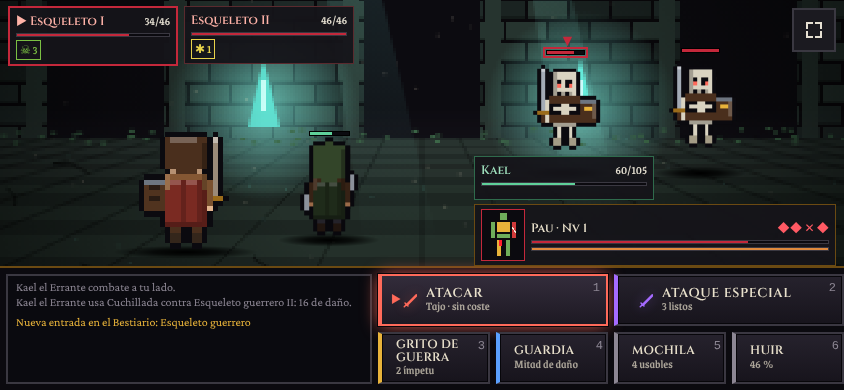 Esqueleto I 34/46
3
Esqueleto II 46/46
1
Kael 60/105
Pau · Nv I
Kael el Errante combate a tu lado.
Kael el Errante usa Cuchillada contra Esqueleto guerrero II: 16 de daño.
Nueva entrada en el Bestiario: Esqueleto guerrero
ATACAR 1
Tajo · sin coste
ATAQUE ESPECIAL 2
3 listos
GRITO DE GUERRA 3
2 ímpetu
GUARDIA 4
Mitad de daño
MOCHILA 5
4 usables
HUIR 6
46 %